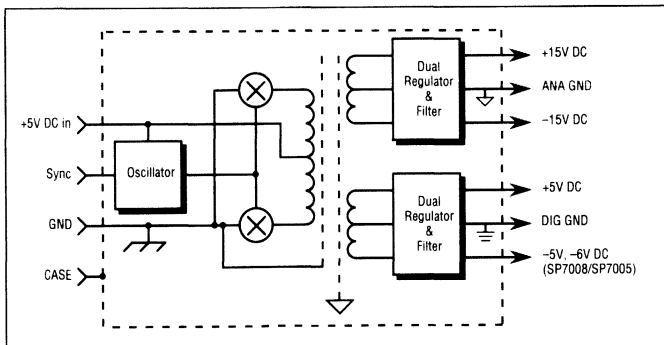 +5V DC in
Sync
GND
CASE
Oscillator
Dual
Regulator
&
Filter
+15V DC
ANA GND
−15V DC
Dual
Regulator
&
Filter
+5V DC
DIG GND
−5V, −6V DC
(SP7008/SP7005)